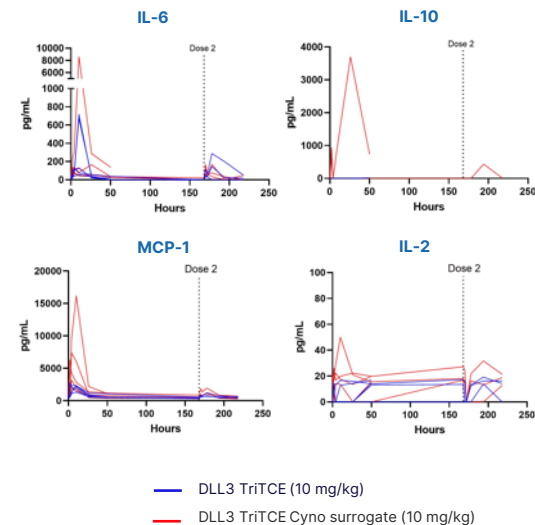 IL-6
IL-10
Dose 2
10000
8000
6000
1000
800
600
400
200
0
pg/mL
0 50 100 150 200 250
Hours
Dose 2
4000
3000
2000
1000
0
pg/mL
0 50 100 150 200 250
Hours
MCP-1
IL-2
Dose 2
20000
15000
10000
5000
0
pg/mL
0 50 100 150 200 250
Hours
Dose 2
100
80
60
40
20
0
pg/mL
0 50 100 150 200 250
Hours
DLL3 TriTCE (10 mg/kg)
DLL3 TriTCE Cyno surrogate (10 mg/kg)